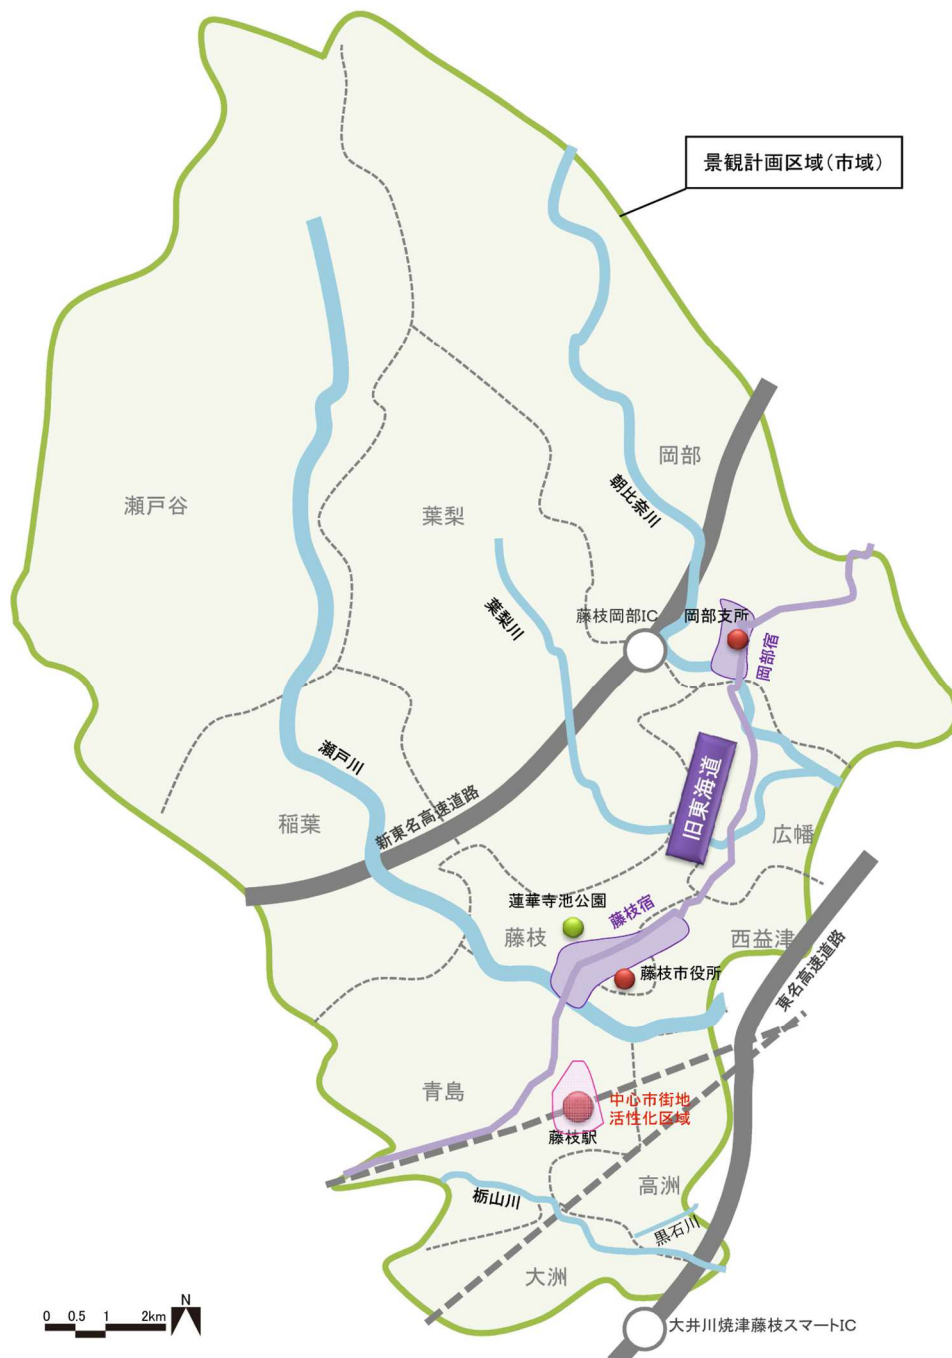 景観計画区域(市域)
岡部
朝比奈川
瀬戸谷
葉梨
葉梨川
藤枝岡部IC
岡部支所
岡部宿
瀬戸川
旧東海道
稲葉
新東名高速道路
広幡
蓮華寺池公園
藤枝宿
藤枝
西益津
藤枝市役所
東名高速道路
青島
中心市街地
活性化区域
藤枝駅
高洲
栃山川
黒石川
大洲
N
0 0.5 1 2km
大井川焼津藤枝スマートIC